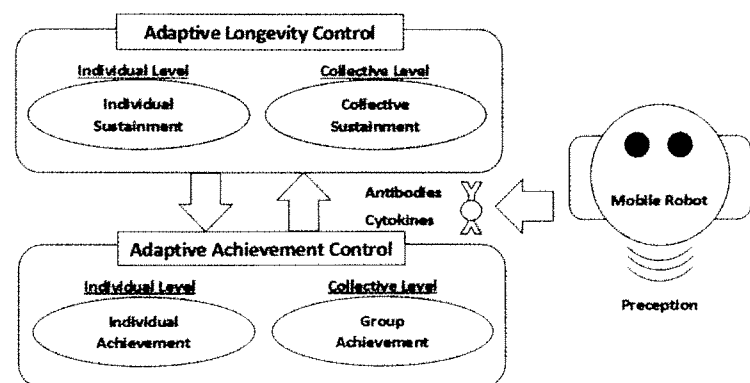 Adaptive Longevity Control
Individual Level
Collective Level
Individual
Sustainment
Collective
Sustainment
Antibodies
Cytokines
Mobile Robot
Preception
Adaptive Achievement Control
Individual Level
Collective Level
Individual
Achievement
Group
Achievement